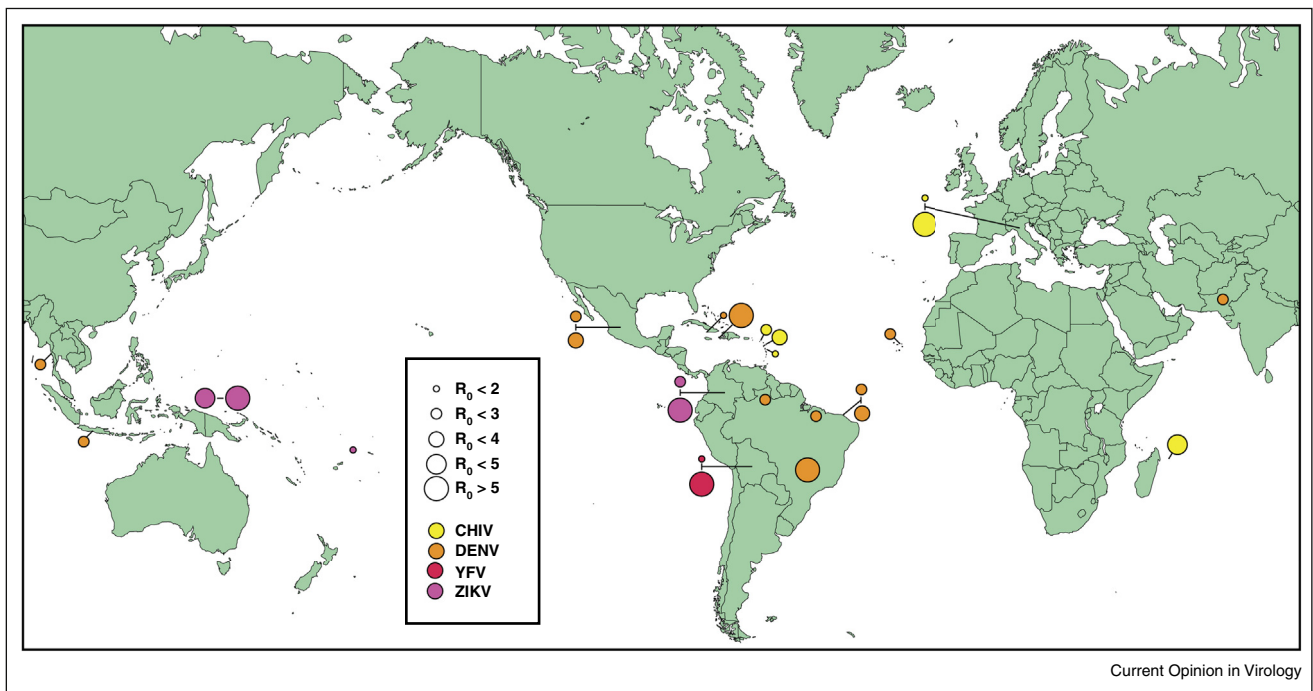 R₀ < 2
R₀ < 3
R₀ < 4
R₀ < 5
R₀ > 5
CHIV
DENV
YFV
ZIKV
Current Opinion in Virology